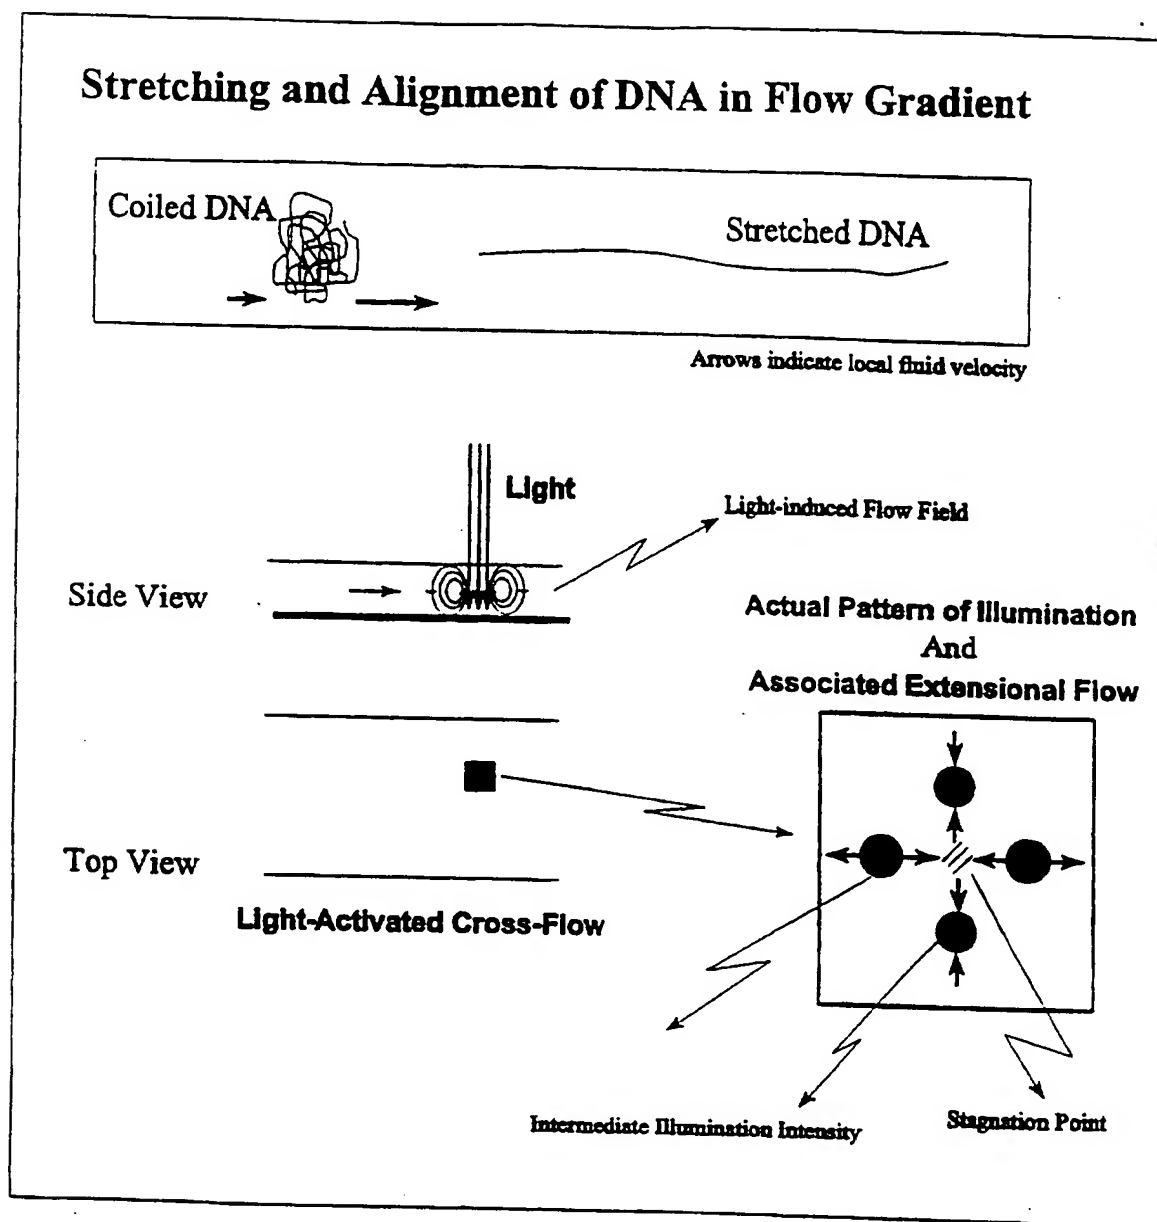 Stretching and Alignment of DNA in Flow Gradient
Coiled DNA
Stretched DNA
Arrows indicate local fluid velocity
Light
Light-induced Flow Field
Side View
Actual Pattern of Illumination
And
Associated Extensional Flow
Top View
Light-Activated Cross-Flow
Intermediate Illumination Intensity
Stagnation Point